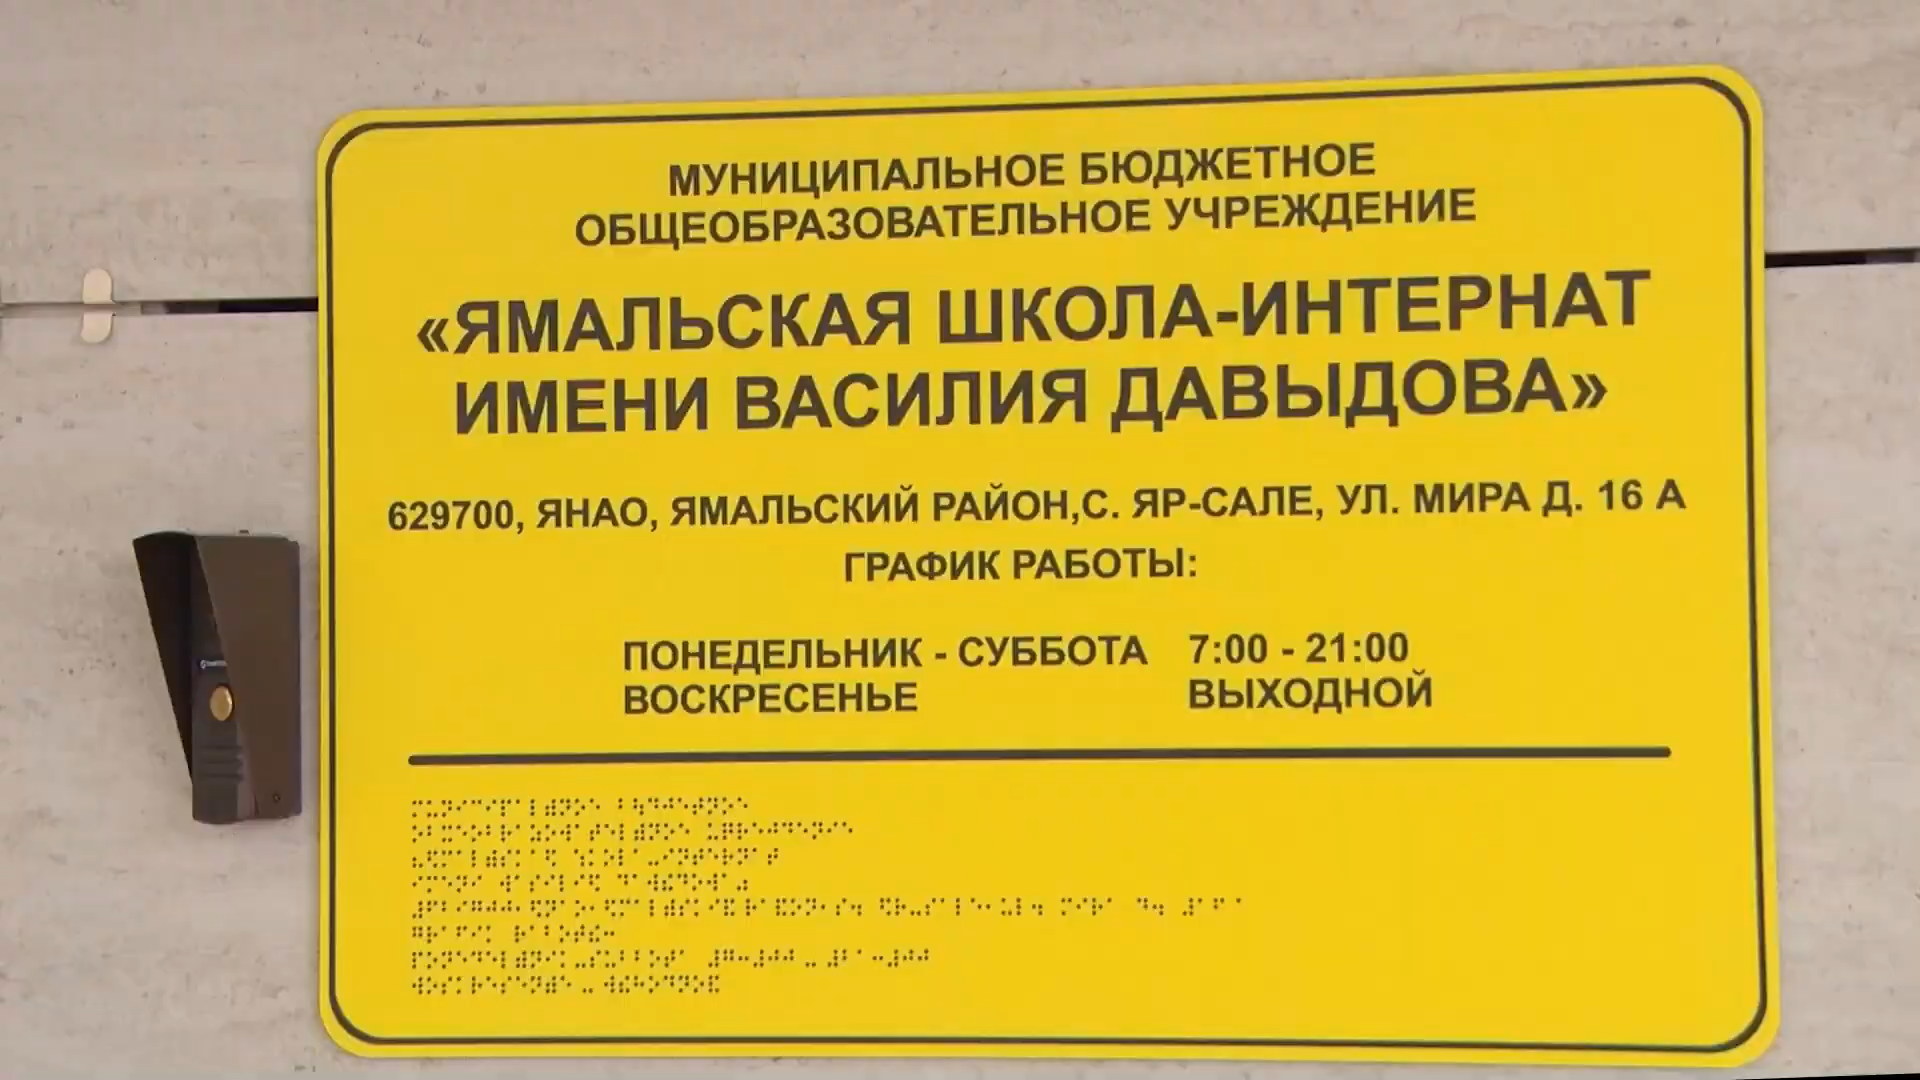 МУНИЦИПАЛЬНОЕ БЮДЖЕТНОЕ
ОБЩЕОБРАЗОВАТЕЛЬНОЕ УЧРЕЖДЕНИЕ
«ЯМАЛЬСКАЯ ШКОЛА-ИНТЕРНАТ
ИМЕНИ ВАСИЛИЯ ДАВЫДОВА»
629700, ЯНАО, ЯМАЛЬСКИЙ РАЙОН,С. ЯР-САЛЕ, УЛ. МИРА Д. 16 А
ГРАФИК РАБОТЫ:
ПОНЕДЕЛЬНИК - СУББОТА 7:00 - 21:00
ВОСКРЕСЕНЬЕ ВЫХОДНОЙ